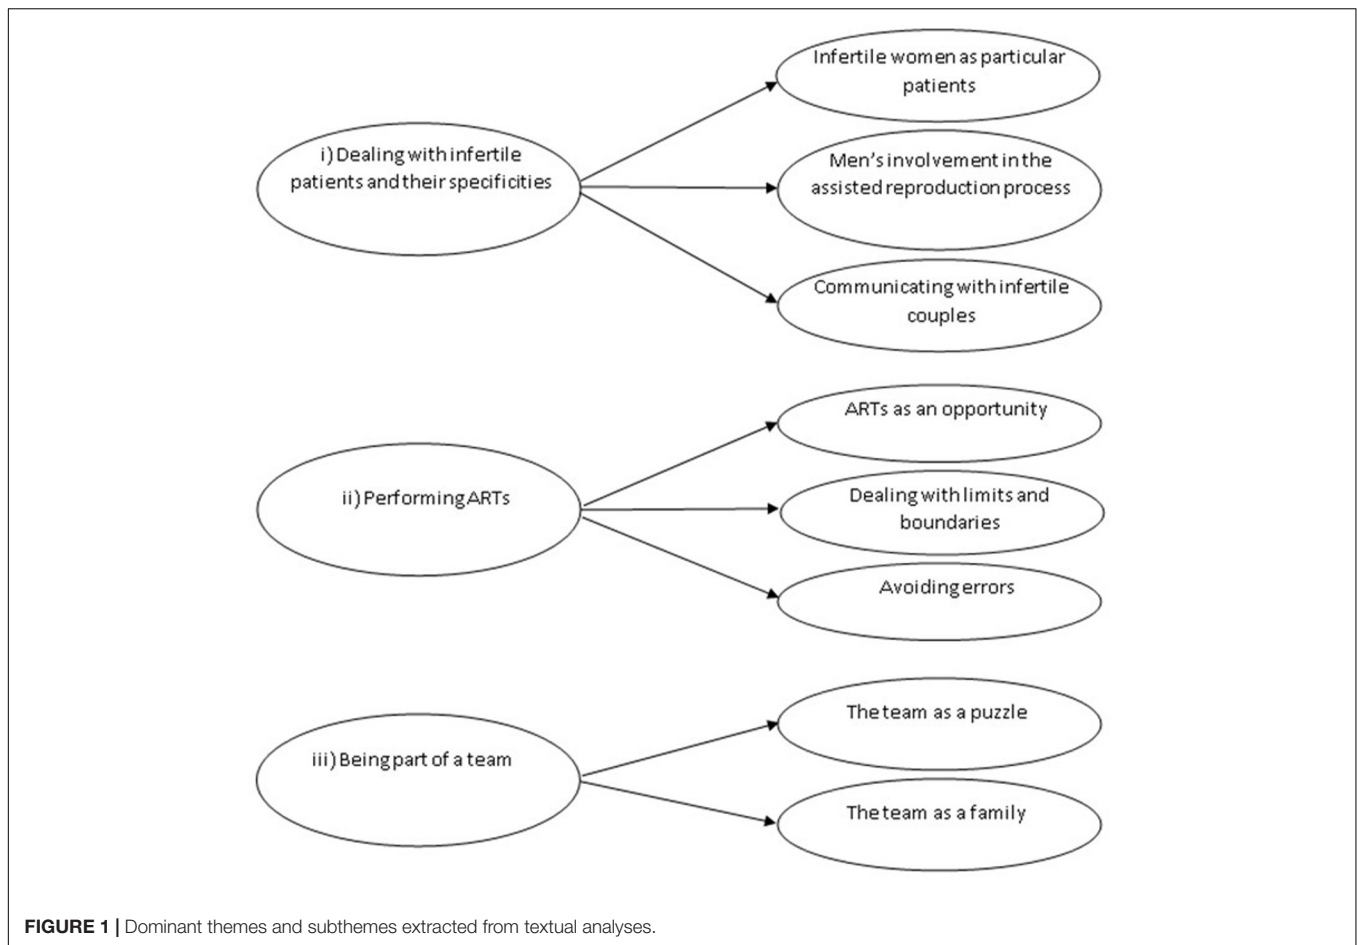 i) Dealing with infertile
patients and their specificities
Infertile women as particular
patients
Men's involvement in the
assisted reproduction process
Communicating with infertile
couples
ii) Performing ARTs
ARTs as an opportunity
Dealing with limits and
boundaries
Avoiding errors
iii) Being part of a team
The team as a puzzle
The team as a family
FIGURE 1 | Dominant themes and subthemes extracted from textual analyses.